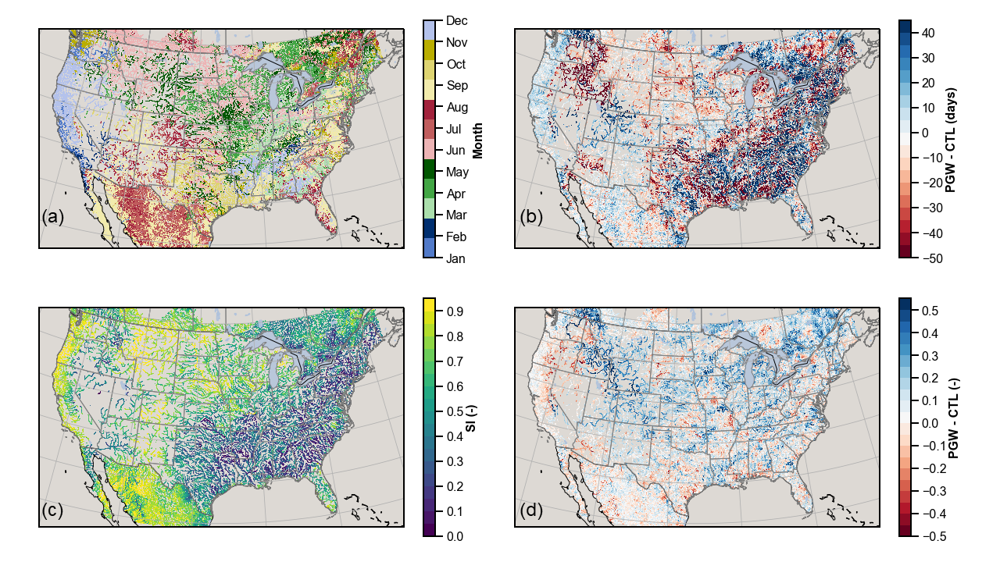 (a)
Dec
Nov
Oct
Sep
Aug
Jul
Jun
May
Apr
Mar
Feb
Jan
Month
(b)
40
30
20
10
0
−10
−20
−30
−40
−50
PGW - CTL (days)
(c)
0.9
0.8
0.7
0.6
0.5
0.4
0.3
0.2
0.1
0.0
SI (-)
(d)
0.5
0.4
0.3
0.2
0.1
0.0
−0.1
−0.2
−0.3
−0.4
−0.5
PGW - CTL (-)